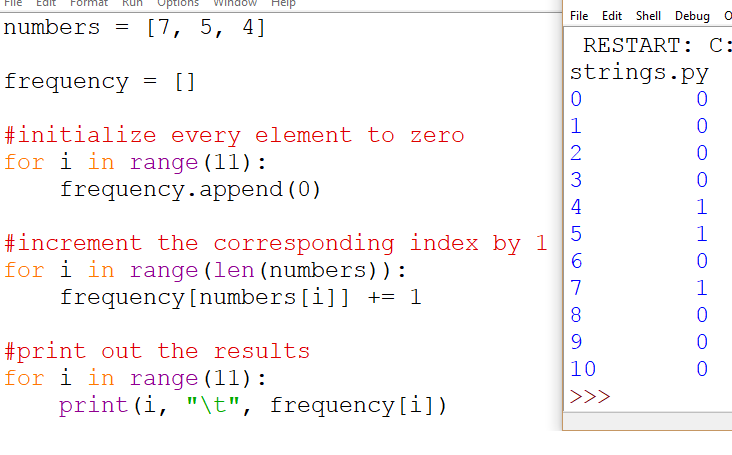 File Edit Format Run Options Window Help
numbers = [7, 5, 4]
frequency = []
#initialize every element to zero
for i in range(11):
    frequency.append(0)
#increment the corresponding index by 1
for i in range(len(numbers)):
    frequency[numbers[i]] += 1
#print out the results
for i in range(11):
    print(i, "\t", frequency[i])
File Edit Shell Debug O
RESTART: C:
strings.py
0 0
1 0
2 0
3 0
4 1
5 1
6 0
7 1
8 0
9 0
10 0
>>>